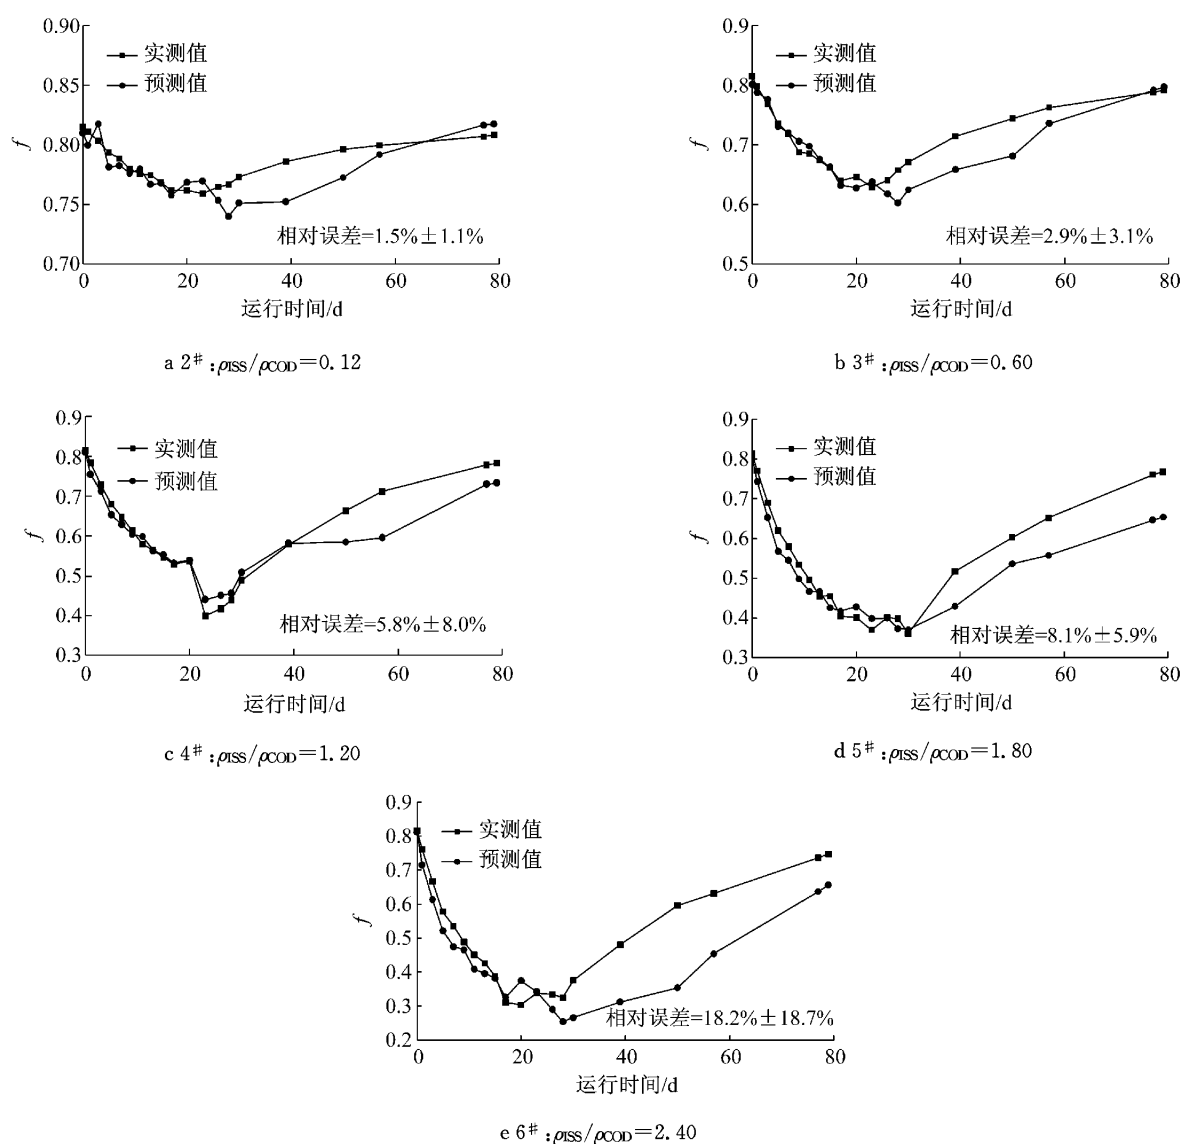 0.90
0.85
0.80
0.75
0.70
f
实测值
预测值
相对误差=1.5%±1.1%
0 20 40 60 80
运行时间/d
a 2#:ρISS/ρCOD=0.12
0.9
0.8
0.7
0.6
0.5
f
实测值
预测值
相对误差=2.9%±3.1%
0 20 40 60 80
运行时间/d
b 3#:ρISS/ρCOD=0.60
0.9
0.8
0.7
0.6
0.5
0.4
0.3
f
实测值
预测值
相对误差=5.8%±8.0%
0 20 40 60 80
运行时间/d
c 4#:ρISS/ρCOD=1.20
0.9
0.8
0.7
0.6
0.5
0.4
0.3
f
实测值
预测值
相对误差=8.1%±5.9%
0 20 40 60 80
运行时间/d
d 5#:ρISS/ρCOD=1.80
0.9
0.8
0.7
0.6
0.5
0.4
0.3
0.2
f
实测值
预测值
相对误差=18.2%±18.7%
0 20 40 60 80
运行时间/d
e 6#:ρISS/ρCOD=2.40